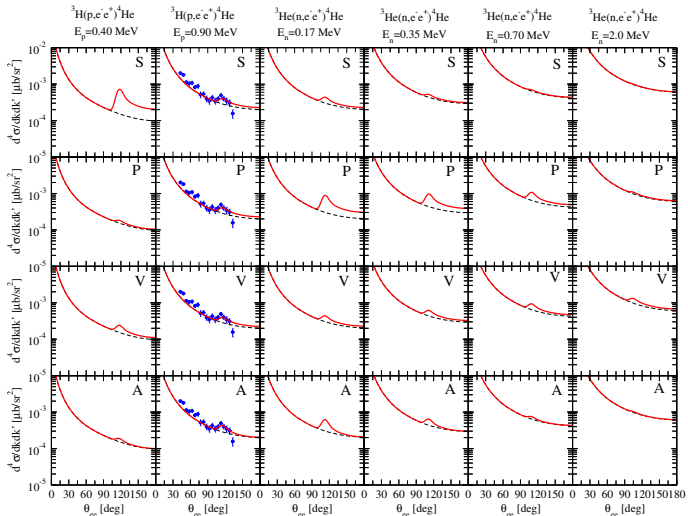 ³H(p,e⁻e⁺)⁴He ³H(p,e⁻e⁺)⁴He ³He(n,e⁻e⁺)⁴He ³He(n,e⁻e⁺)⁴He ³He(n,e⁻e⁺)⁴He ³He(n,e⁻e⁺)⁴He
Eₚ=0.40 MeV Eₚ=0.90 MeV Eₙ=0.17 MeV Eₙ=0.35 MeV Eₙ=0.70 MeV Eₙ=2.0 MeV
10⁻² S S S S S S
10⁻³
10⁻⁴
10⁻⁵
d⁴σ/dkdk' [μb/sr²]
P P P P P P
10⁻³
10⁻⁴
10⁻⁵
d⁴σ/dkdk' [μb/sr²]
V V V V V V
10⁻³
10⁻⁴
10⁻⁵
d⁴σ/dkdk' [μb/sr²]
A A A A A A
10⁻³
10⁻⁴
10⁻⁵
d⁴σ/dkdk' [μb/sr²]
0 30 60 90 120 150 0 30 60 90 120 150 0 30 60 90 120 150 0 30 60 90 120 150 0 30 60 90 120 150 0 30 60 90 120 150 180
θₑₑ [deg] θₑₑ [deg] θₑₑ [deg] θₑₑ [deg] θₑₑ [deg] θₑₑ [deg]